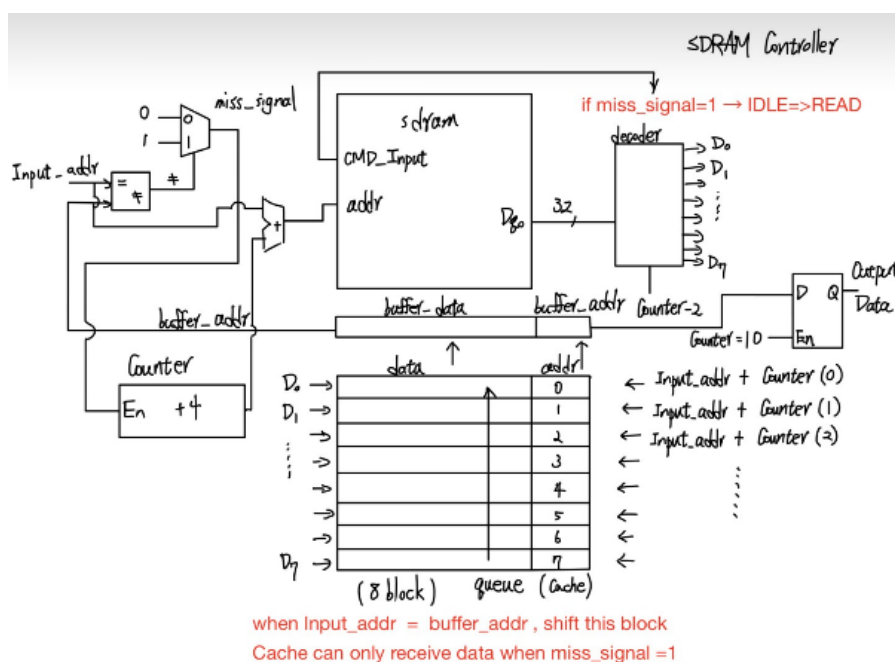 SDRAM Controller
if miss_signal=1 → IDLE=>READ
0
1
0
1
miss_signal
Input_addr
=
≠
≠
+
sdram
CMD_Input
addr
Dq0
32
decoder
D0
D1
D7
Counter-2
buffer_addr
buffer_data
buffer_addr
D
Q
En
Counter=10
Output
Data
Counter
En +4
data
addr
D0
0
← Input_addr + Counter (0)
D1
1
← Input_addr + Counter (1)
2
← Input_addr + Counter (2)
3
4
5
6
D7
7
(8 block)
queue
(Cache)
when Input_addr = buffer_addr , shift this block
Cache can only receive data when miss_signal =1